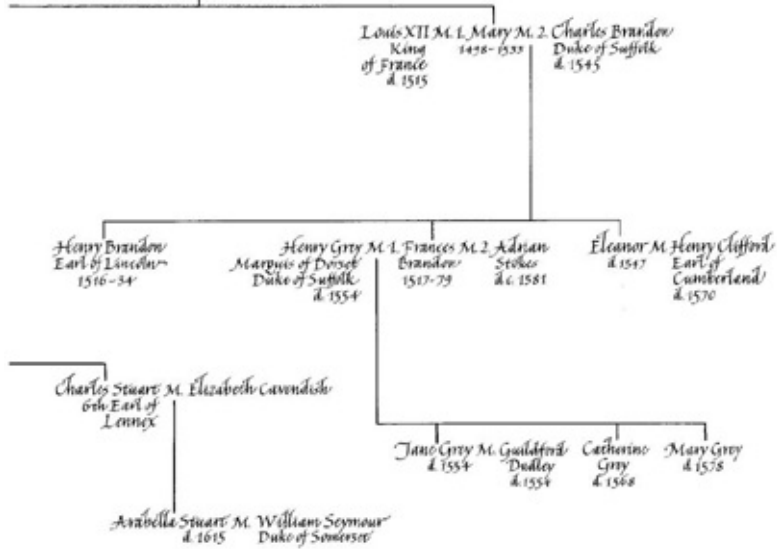 Louis XII M. 1. Mary M. 2. Charles Brandon
King 1498-1533 Duke of Suffolk
of France d. 1545
d. 1515
Henry Brandon
Earl of Lincoln
1516-34
Henry Grey M. 1. Frances M. 2. Adrian
Marquis of Dorset Brandon Stokes
Duke of Suffolk 1517-79 d. c. 1581
d. 1554
Eleanor M. Henry Clifford
d. 1547 Earl of
Cumberland
d. 1570
Charles Stuart M. Elizabeth Cavendish
6th Earl of
Lennox
Jane Grey M. Guildford
d. 1554 Dudley
d. 1554
Catherine
Grey
d. 1568
Mary Grey
d. 1578
Arabella Stuart M. William Seymour
d. 1615 Duke of Somerset